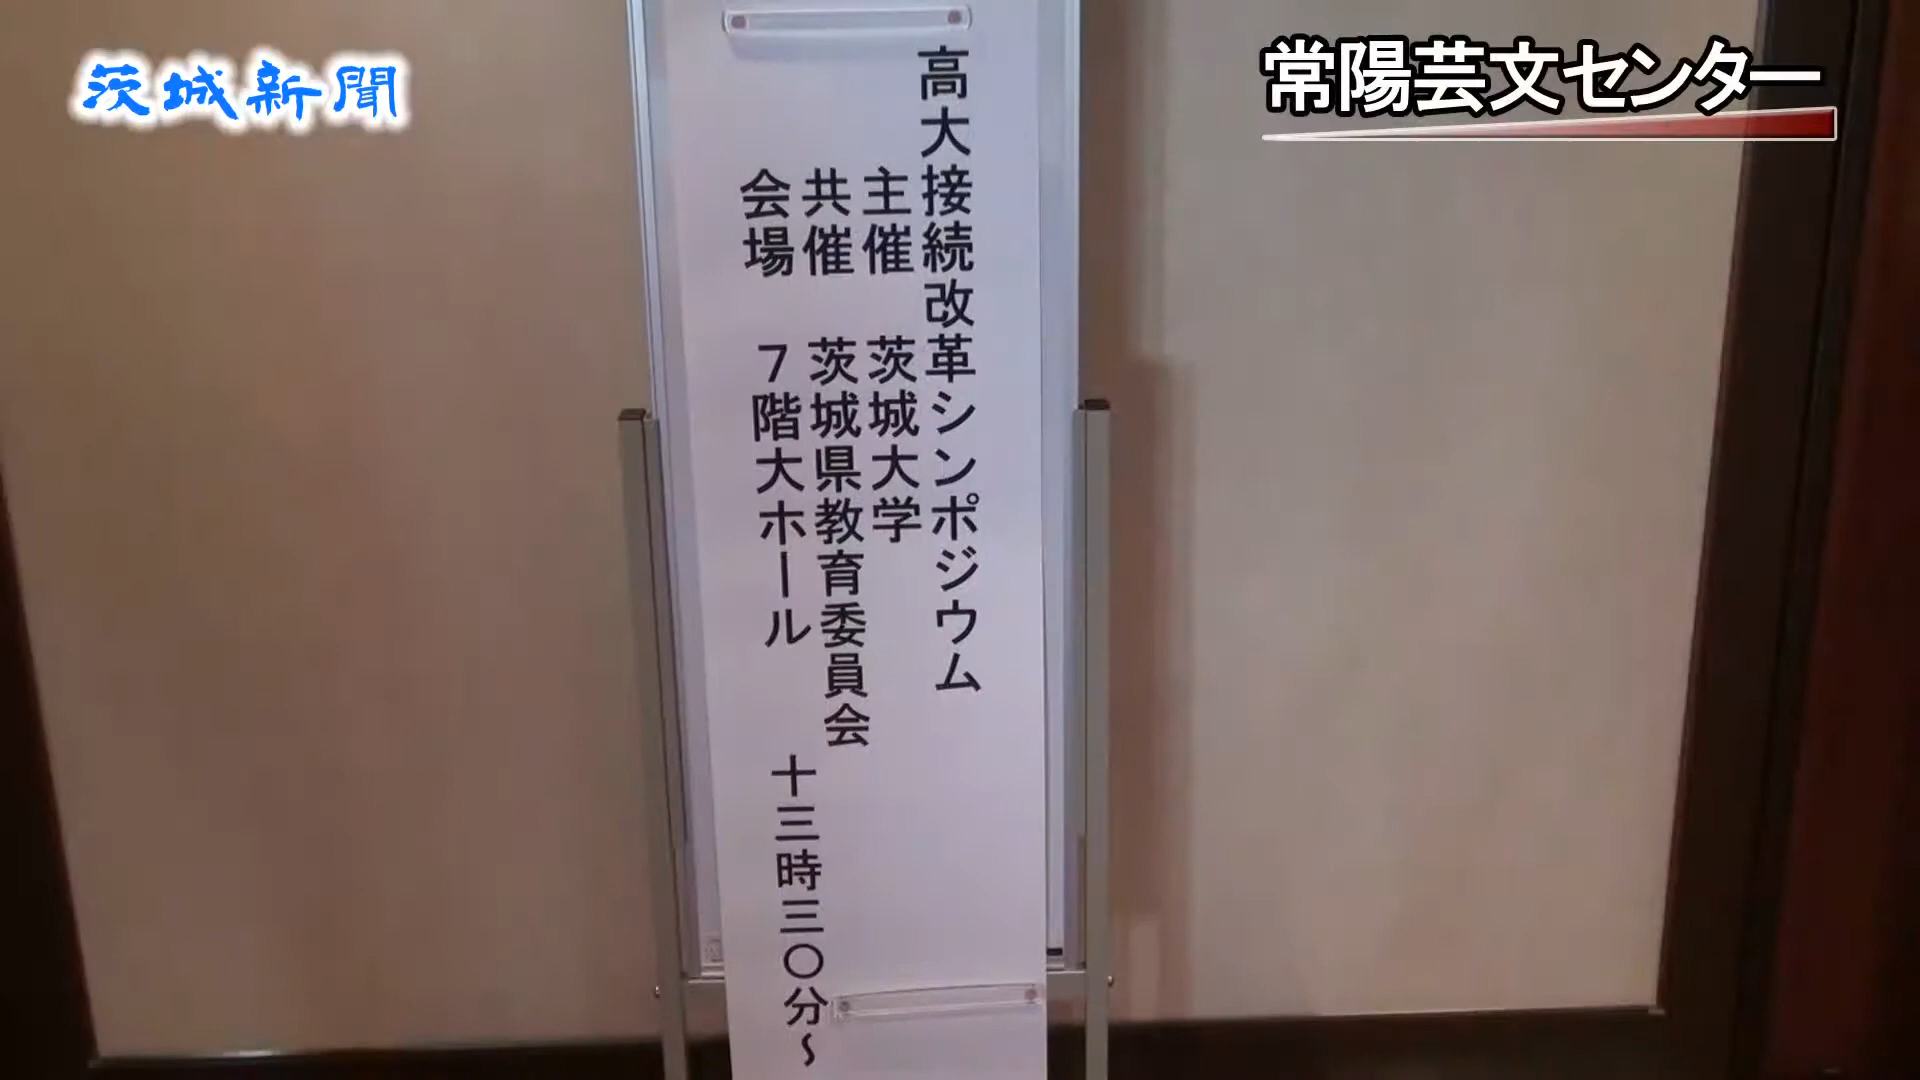 茨城新聞
常陽芸文センター
高大接続改革シンポジウム
主催 茨城大学
共催 茨城県教育委員会
会場 7階大ホール 十三時三〇分~